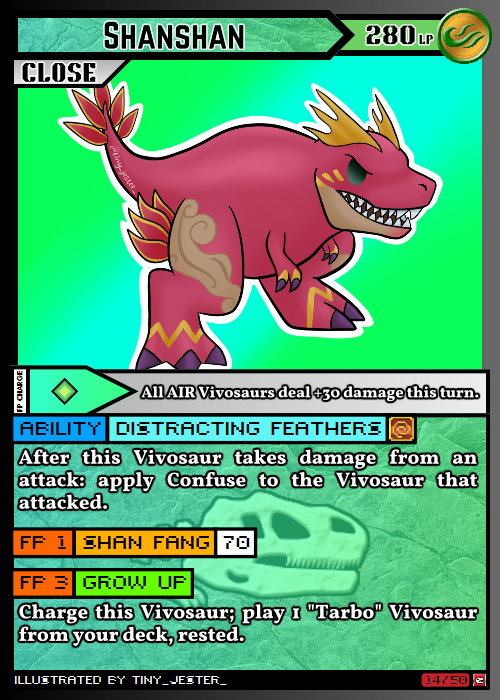 SHANSHAN
280 LP
CLOSE
@tiny_jester_
FP CHARGE
All AIR Vivosaurs deal +30 damage this turn.
ABILITY DISTRACTING FEATHERS
After this Vivosaur takes damage from an
attack: apply Confuse to the Vivosaur that
attacked.
FP 1 SHAN FANG 70
FP 3 GROW UP
Charge this Vivosaur; play 1 "Tarbo" Vivosaur
from your deck, rested.
ILLUSTRATED BY TINY_JESTER_
14/50